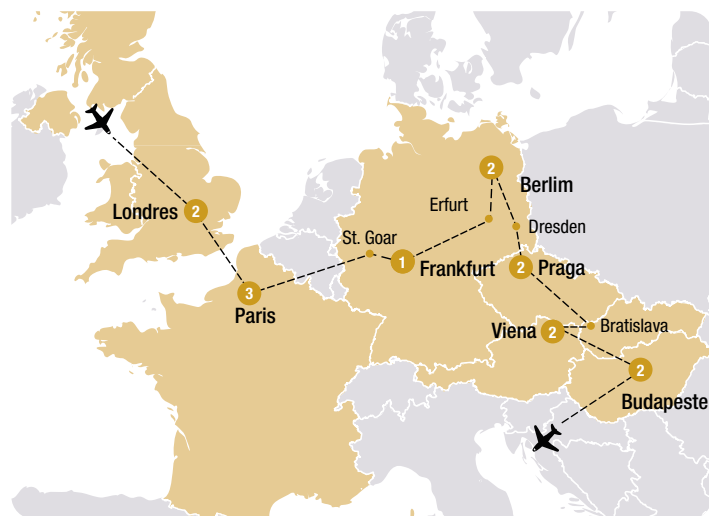 2
Berlim
Londres
2
Erfurt
Dresden
St. Goar
1
Frankfurt
2
Praga
3
Paris
Viena
2
Bratislava
2
Budapeste